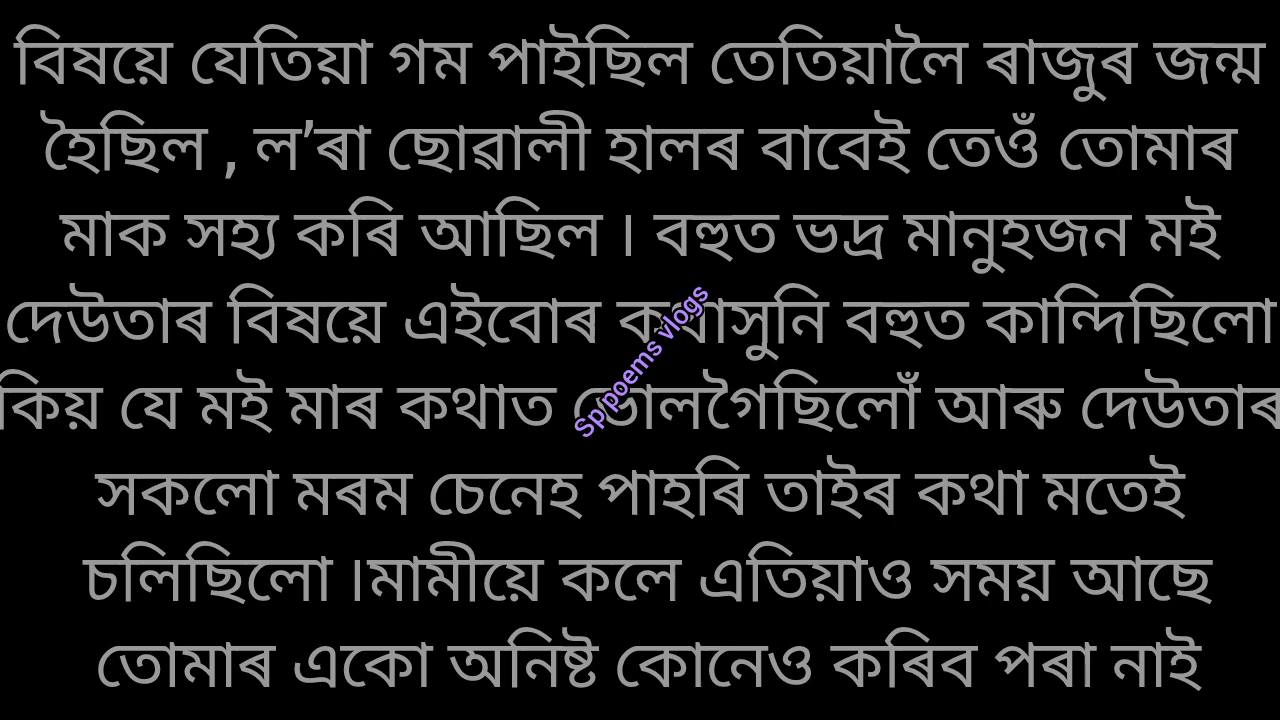 বিষয়ে যেতিয়া গম পাইছিল তেতিয়ালৈ ৰাজুৰ জন্ম
হৈছিল , ল’ৰা ছোৱালী হালৰ বাবেই তেওঁ তোমাৰ
মাক সহ্য কৰি আছিল । বহুত ভদ্ৰ মানুহজন মই
দেউতাৰ বিষয়ে এইবোৰ কথাসুনি বহুত কান্দিছিলো
কিয় যে মই মাৰ কথাত ভোলগৈছিলোঁ আৰু দেউতাৰ
সকলো মৰম চেনেহ পাহৰি তাইৰ কথা মতেই
চলিছিলো ।মামীয়ে কলে এতিয়াও সময় আছে
তোমাৰ একো অনিষ্ট কোনেও কৰিব পৰা নাই
Sp poems vlogs